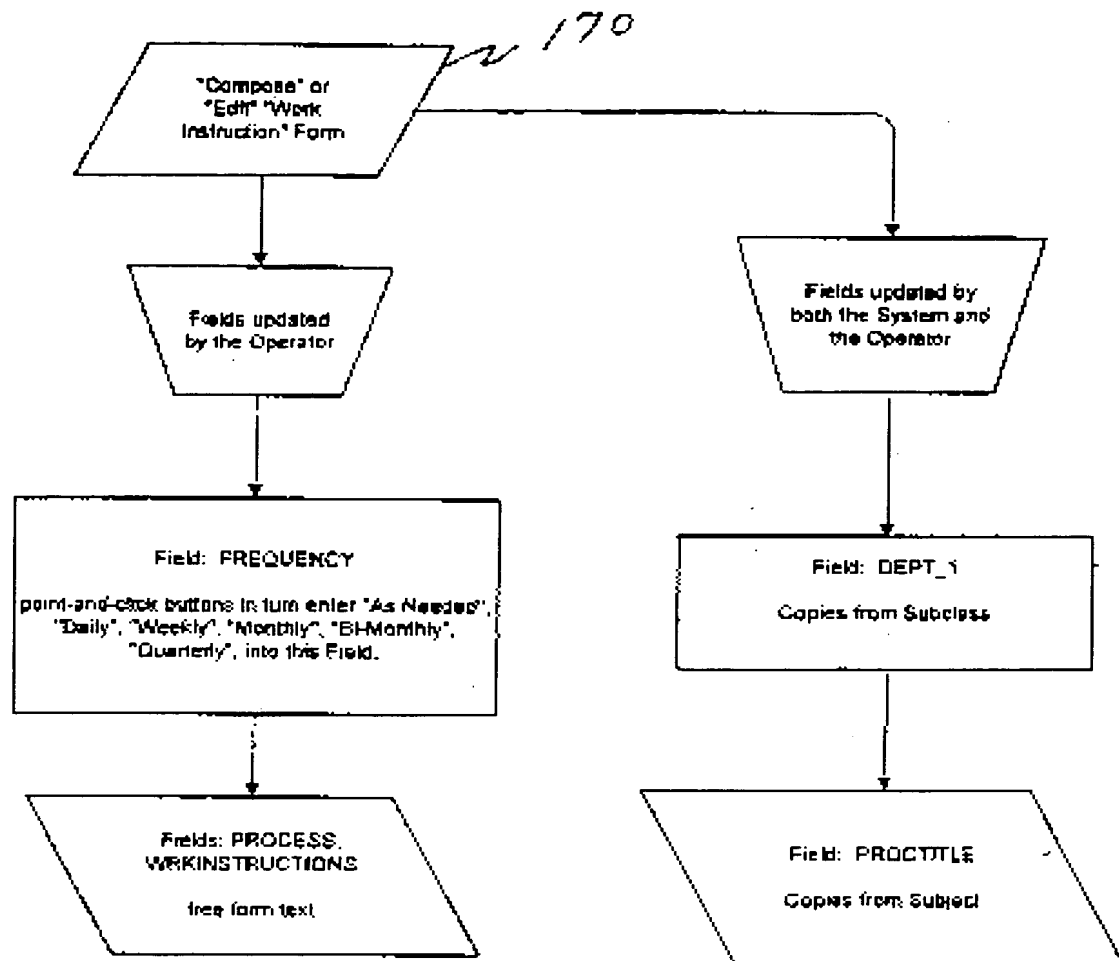 170
"Compose" or
"Edit" "Work
Instruction" Form
Fields updated
by the Operator
Fields updated by
both the System and
the Operator
Field: FREQUENCY
point-and-click buttons in turn enter "As Needed",
"Daily", "Weekly", "Monthly", "Bi-Monthly",
"Quarterly", into this Field.
Field: DEPT_1
Copies from Subclass
Fields: PROCESS,
WRKINSTRUCTIONS
free form text
Field: PROCTITLE
Copies from Subject